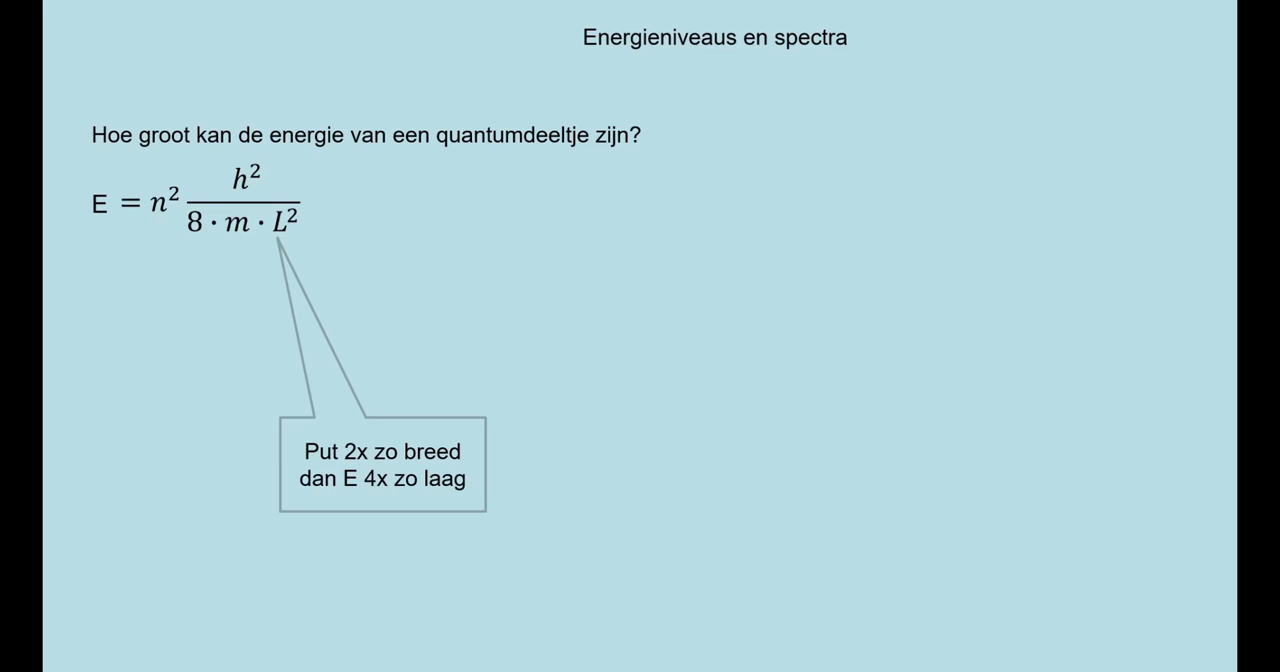 Energieniveaus en spectra
Hoe groot kan de energie van een quantumdeeltje zijn?
E = n² h² / (8 · m · L²)
Put 2x zo breed
dan E 4x zo laag